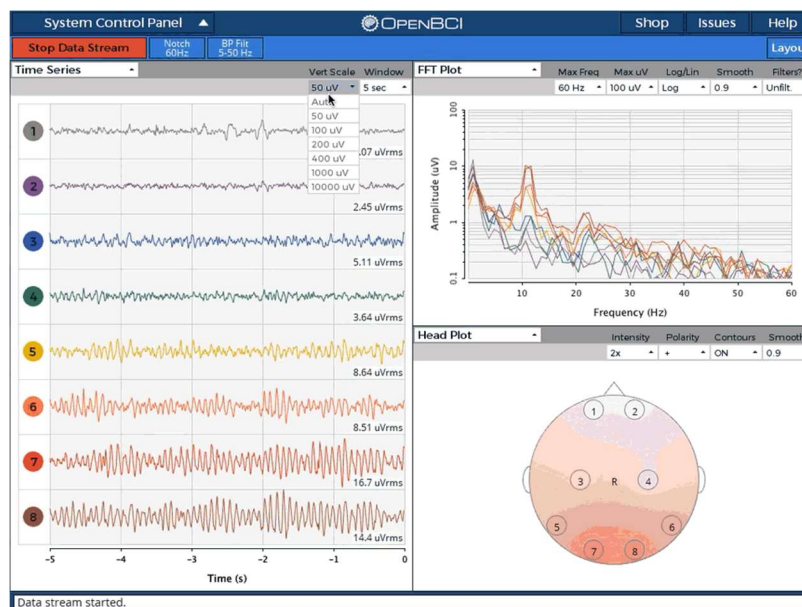 System Control Panel
OPENBCI
Shop
Issues
Help
Stop Data Stream
Notch
60Hz
BP Filt
5-50 Hz
Layou
Time Series
Vert Scale
Window
50 uV
5 sec
Auto
50 uV
100 uV
200 uV
400 uV
1000 uV
10000 uV
1
.07 uVrms
2
2.45 uVrms
3
5.11 uVrms
4
3.64 uVrms
5
8.64 uVrms
6
8.51 uVrms
7
16.7 uVrms
8
14.4 uVrms
-5 -4 -3 -2 -1 0
Time (s)
FFT Plot
Max Freq Max uV Log/Lin Smooth Filters?
60 Hz 100 uV Log 0.9 Unfilt.
100
10
1
0.1
Amplitude (uV)
10 20 30 40 50 60
Frequency (Hz)
Head Plot
Intensity Polarity Contours Smooth
2x + ON 0.9
1 2
3 R 4
5 6
7 8
Data stream started.